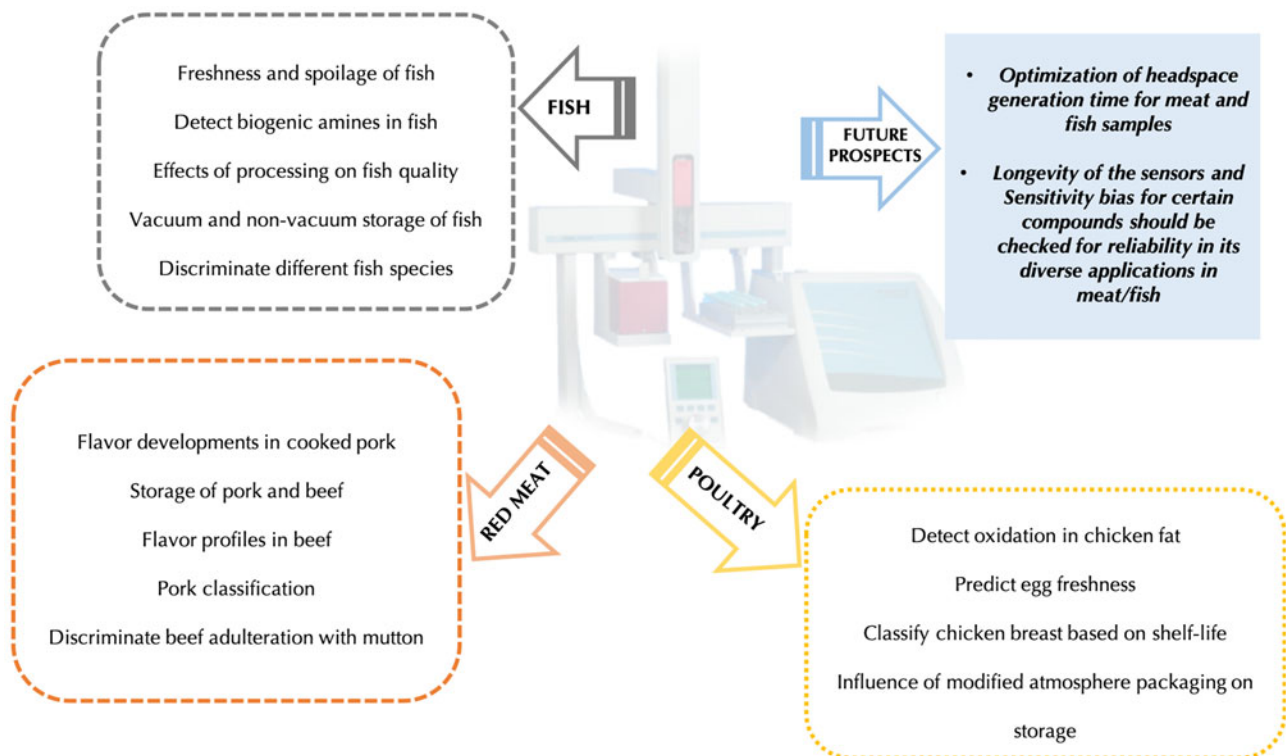 Freshness and spoilage of fish
Detect biogenic amines in fish
Effects of processing on fish quality
Vacuum and non-vacuum storage of fish
Discriminate different fish species
FISH
FUTURE
PROSPECTS
• Optimization of headspace
generation time for meat and
fish samples
• Longevity of the sensors and
Sensitivity bias for certain
compounds should be
checked for reliability in its
diverse applications in
meat/fish
Flavor developments in cooked pork
Storage of pork and beef
Flavor profiles in beef
Pork classification
Discriminate beef adulteration with mutton
RED MEAT
POULTRY
Detect oxidation in chicken fat
Predict egg freshness
Classify chicken breast based on shelf-life
Influence of modified atmosphere packaging on
storage